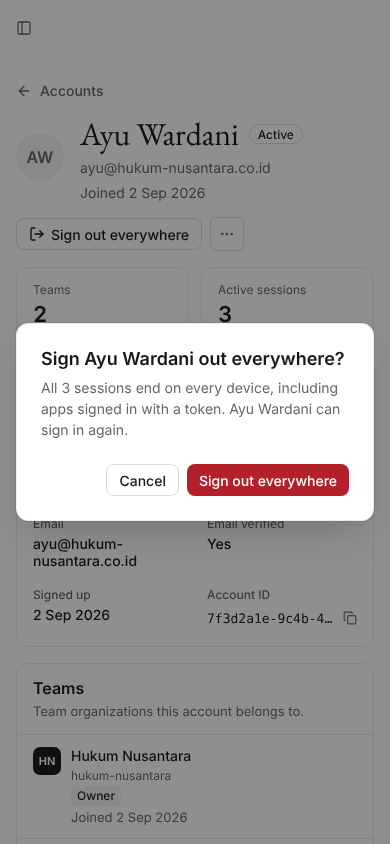 Accounts
AW
Ayu Wardani
Active
ayu@hukum-nusantara.co.id ·
Joined 2 Sep 2026
Sign out everywhere
Teams
Active sessions
2
3
Sign Ayu Wardani out everywhere?
All 3 sessions end on every device, including
apps signed in with a token. Ayu Wardani can
sign in again.
Cancel
Sign out everywhere
Email
Email verified
ayu@hukum-
nusantara.co.id
Yes
Signed up
Account ID
2 Sep 2026
7f3d2a1e-9c4b-4…
Teams
Team organizations this account belongs to.
HN
Hukum Nusantara
hukum-nusantara
Owner
Joined 2 Sep 2026